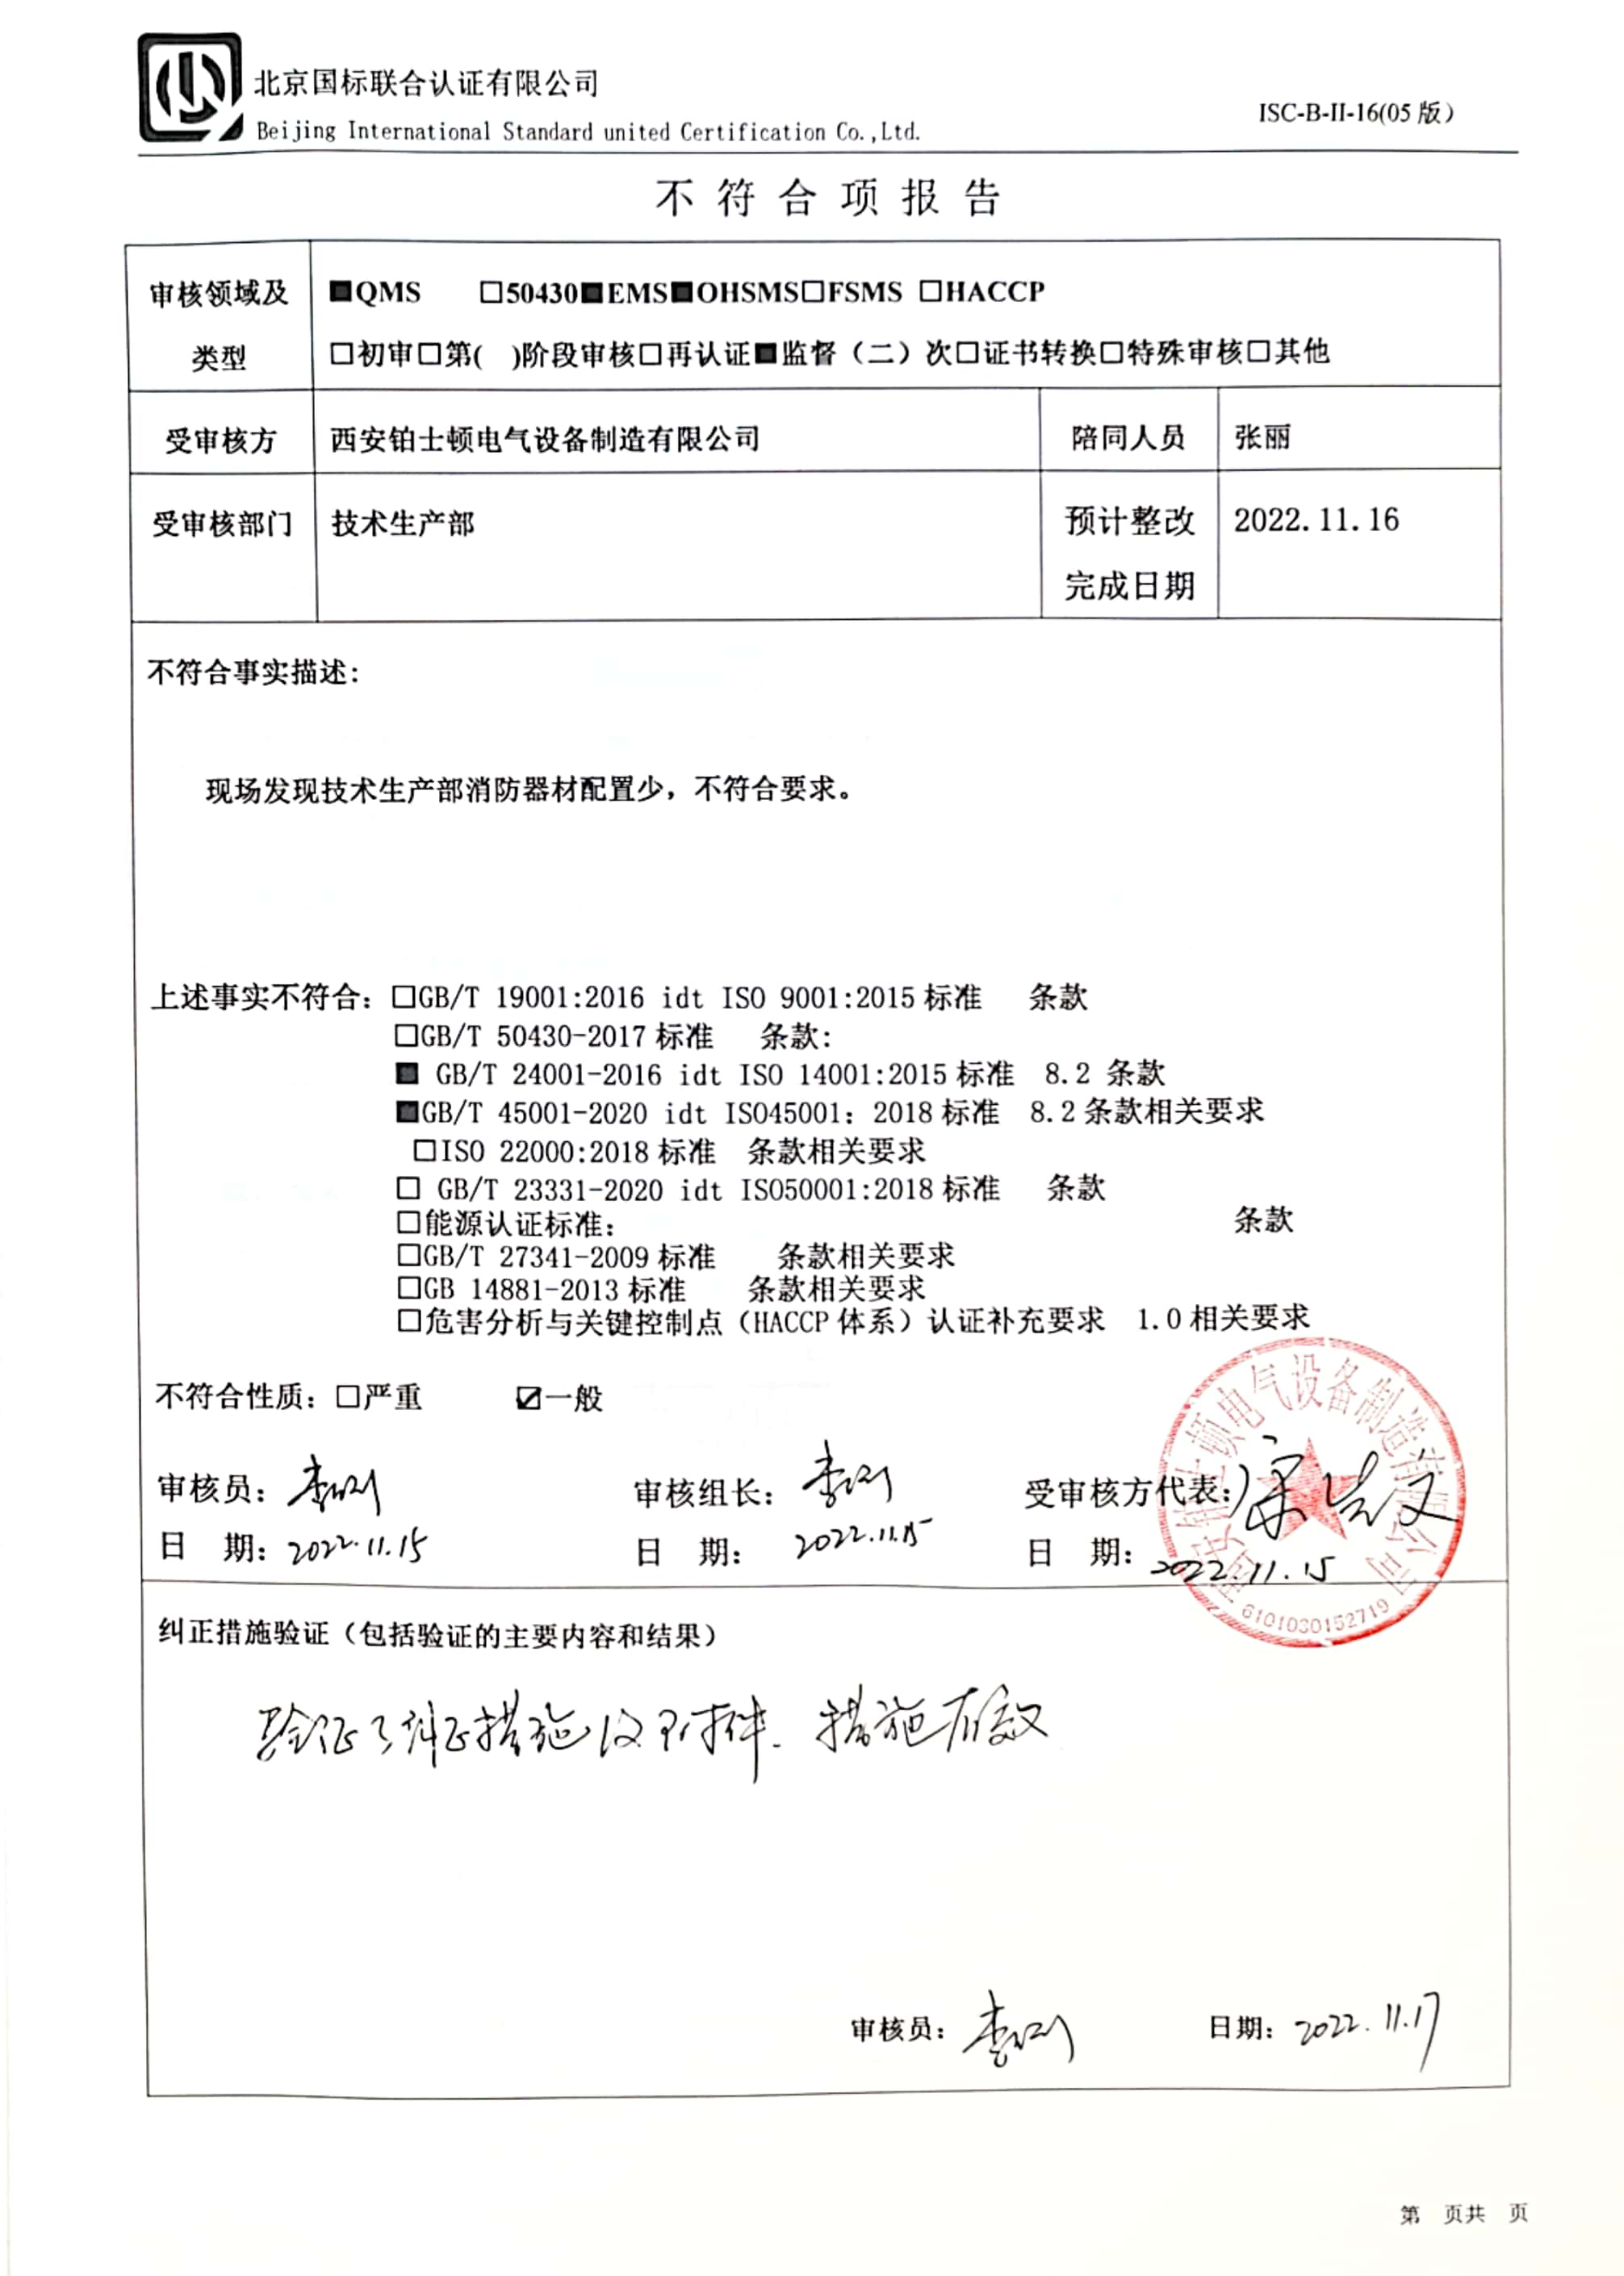 北京国标联合认证有限公司
Beijing International Standard united Certification Co.,Ltd.
ISC-B-II-16(05 版)
不符合项报告
审核领域及类型
■QMS □50430■EMS■OHSMS□FSMS □HACCP
□初审□第( )阶段审核□再认证■监督（二）次□证书转换□特殊审核□其他
受审核方 西安铂士顿电气设备制造有限公司 陪同人员 张丽
受审核部门 技术生产部 预计整改完成日期 2022.11.16
不符合事实描述：
现场发现技术生产部消防器材配置少，不符合要求。
上述事实不符合：□GB/T 19001:2016 idt ISO 9001:2015 标准 条款
□GB/T 50430-2017 标准 条款：
■ GB/T 24001-2016 idt ISO 14001:2015 标准 8.2 条款
■GB/T 45001-2020 idt ISO45001：2018 标准 8.2 条款相关要求
□ISO 22000:2018 标准 条款相关要求
□ GB/T 23331-2020 idt ISO50001:2018 标准 条款
□能源认证标准： 条款
□GB/T 27341-2009 标准 条款相关要求
□GB 14881-2013 标准 条款相关要求
□危害分析与关键控制点（HACCP 体系）认证补充要求 1.0 相关要求
不符合性质：□严重 ☑一般
审核员： 审核组长： 受审核方代表：
日 期：2022.11.15 日 期：2022.11.15 日 期：2022.11.15
西安铂士顿电气设备制造有限公司
6101030152719
纠正措施验证（包括验证的主要内容和结果）
验证了纠正措施及附件、措施有效
审核员： 日期：2022.11.17
第 页共 页